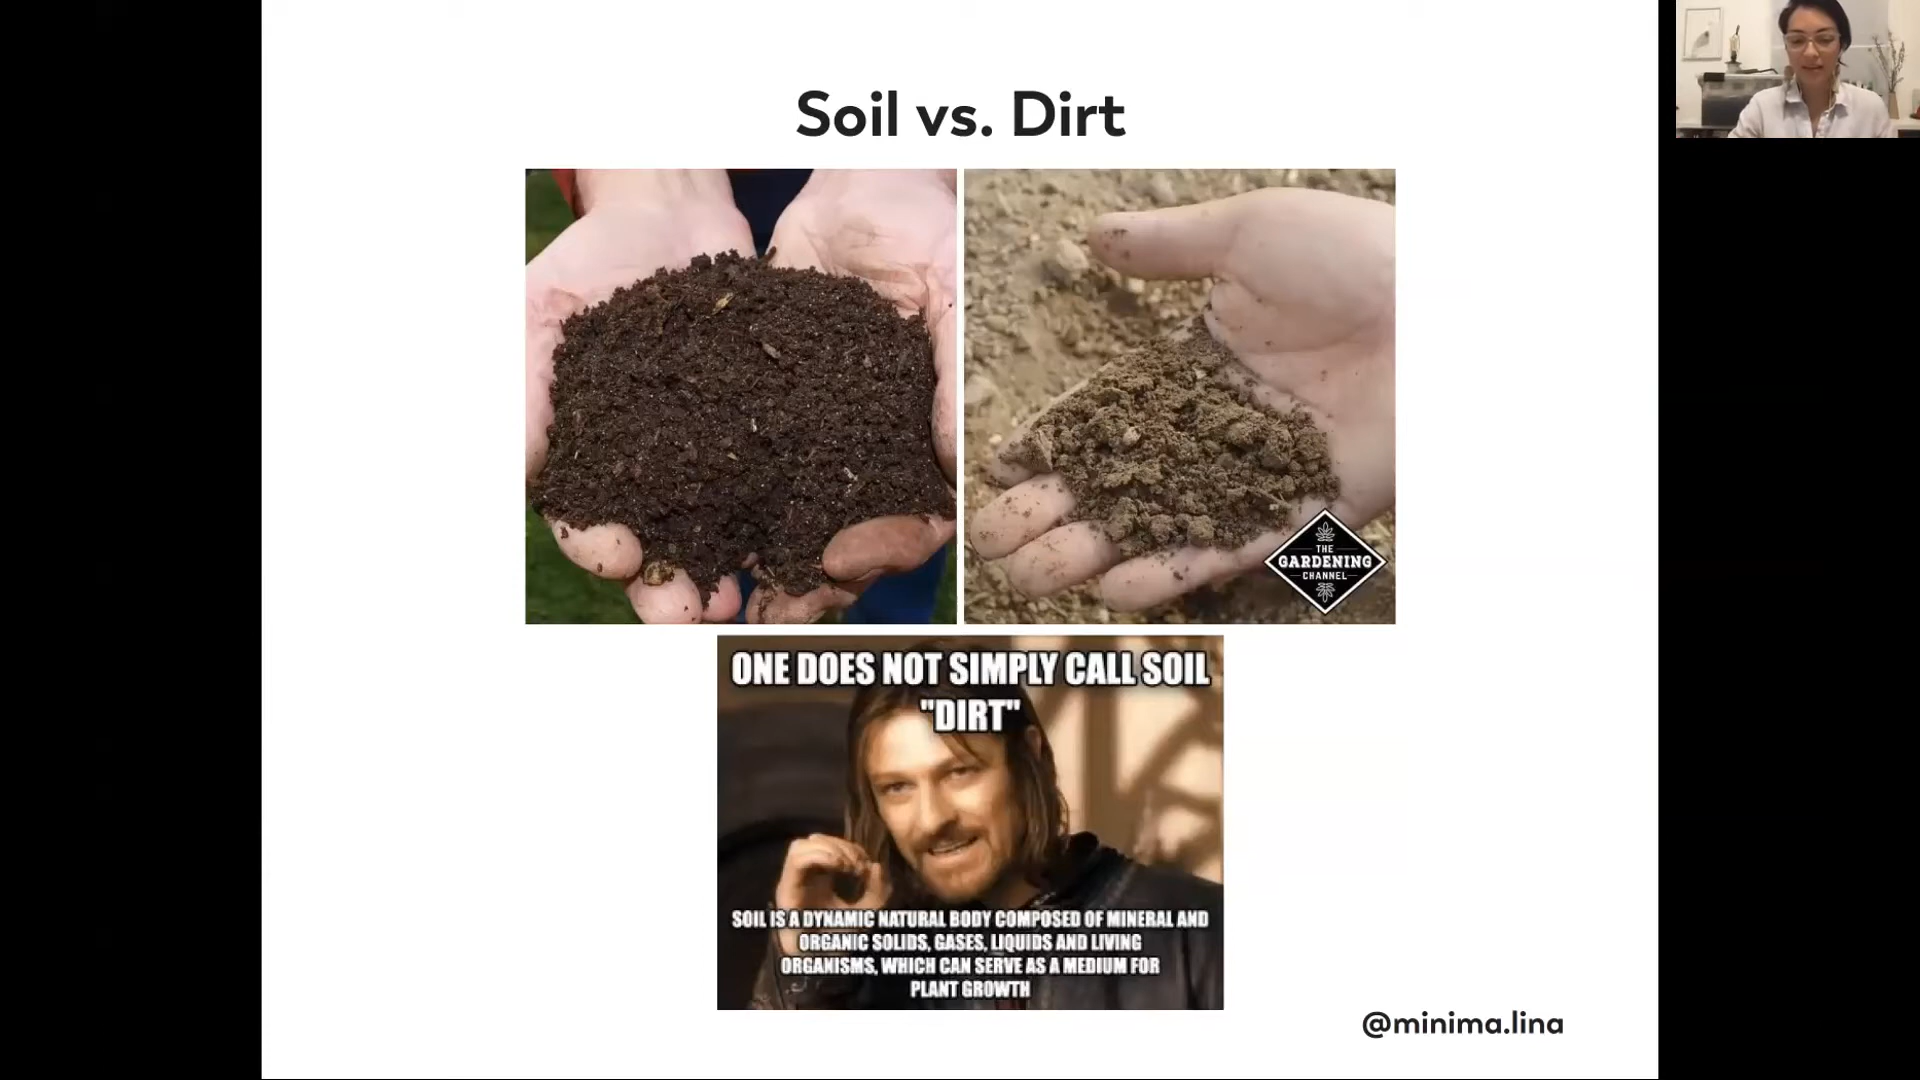 Soil vs. Dirt
THE
GARDENING
CHANNEL
ONE DOES NOT SIMPLY CALL SOIL
"DIRT"
SOIL IS A DYNAMIC NATURAL BODY COMPOSED OF MINERAL AND
ORGANIC SOLIDS, GASES, LIQUIDS AND LIVING
ORGANISMS, WHICH CAN SERVE AS A MEDIUM FOR
PLANT GROWTH
@minima.lina